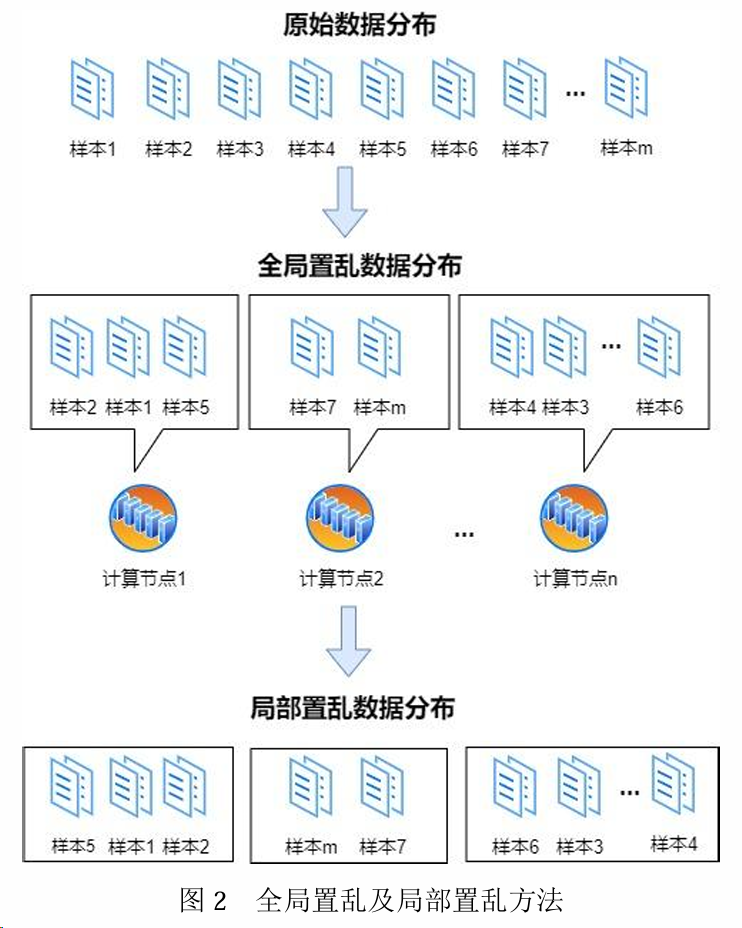 原始数据分布
样本1 样本2 样本3 样本4 样本5 样本6 样本7 ... 样本m
全局置乱数据分布
样本2 样本1 样本5 样本7 样本m 样本4 样本3 ... 样本6
计算节点1 计算节点2 ... 计算节点n
局部置乱数据分布
样本5 样本1 样本2 样本m 样本7 样本6 样本3 ... 样本4
图 2 全局置乱及局部置乱方法